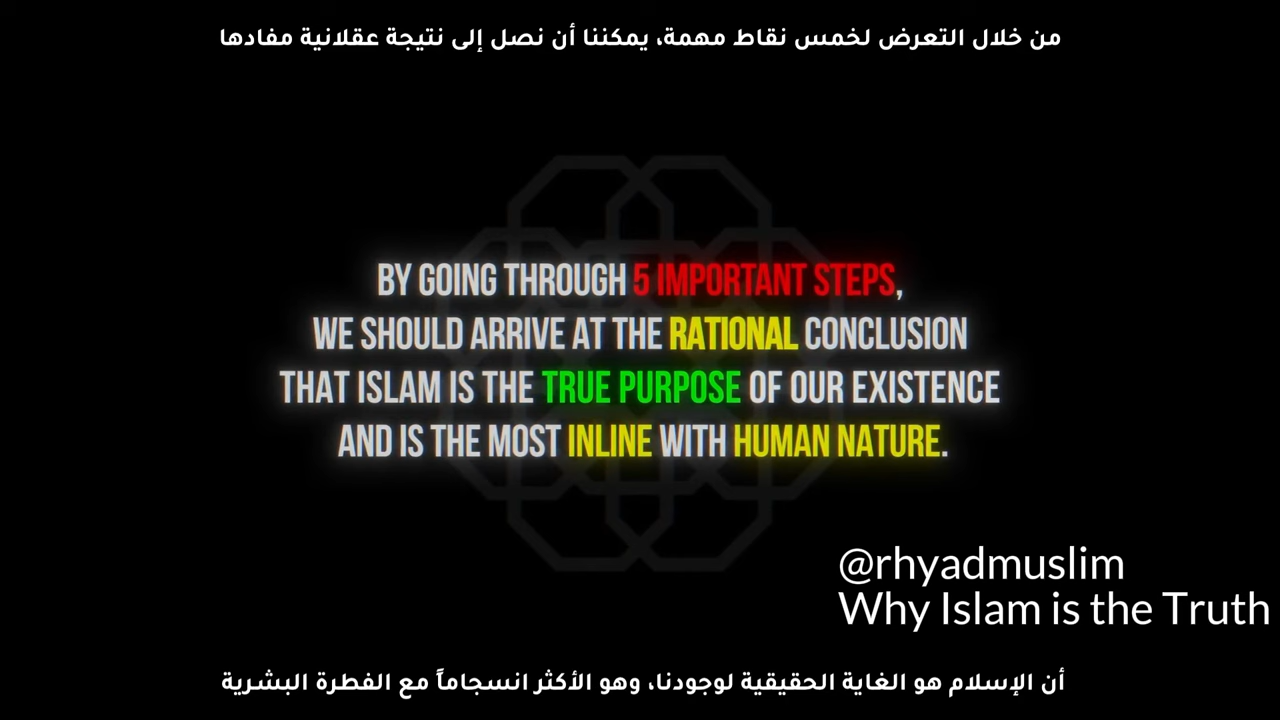 من خلال التعرض لخمس نقاط مهمة، يمكننا أن نصل إلى نتيجة عقلانية مفادها
BY GOING THROUGH 5 IMPORTANT STEPS,
WE SHOULD ARRIVE AT THE RATIONAL CONCLUSION
THAT ISLAM IS THE TRUE PURPOSE OF OUR EXISTENCE
AND IS THE MOST INLINE WITH HUMAN NATURE.
@rhyadmuslim
Why Islam is the Truth
أن الإسلام هو الغاية الحقيقية لوجودنا، وهو الأكثر انسجاماً مع الفطرة البشرية